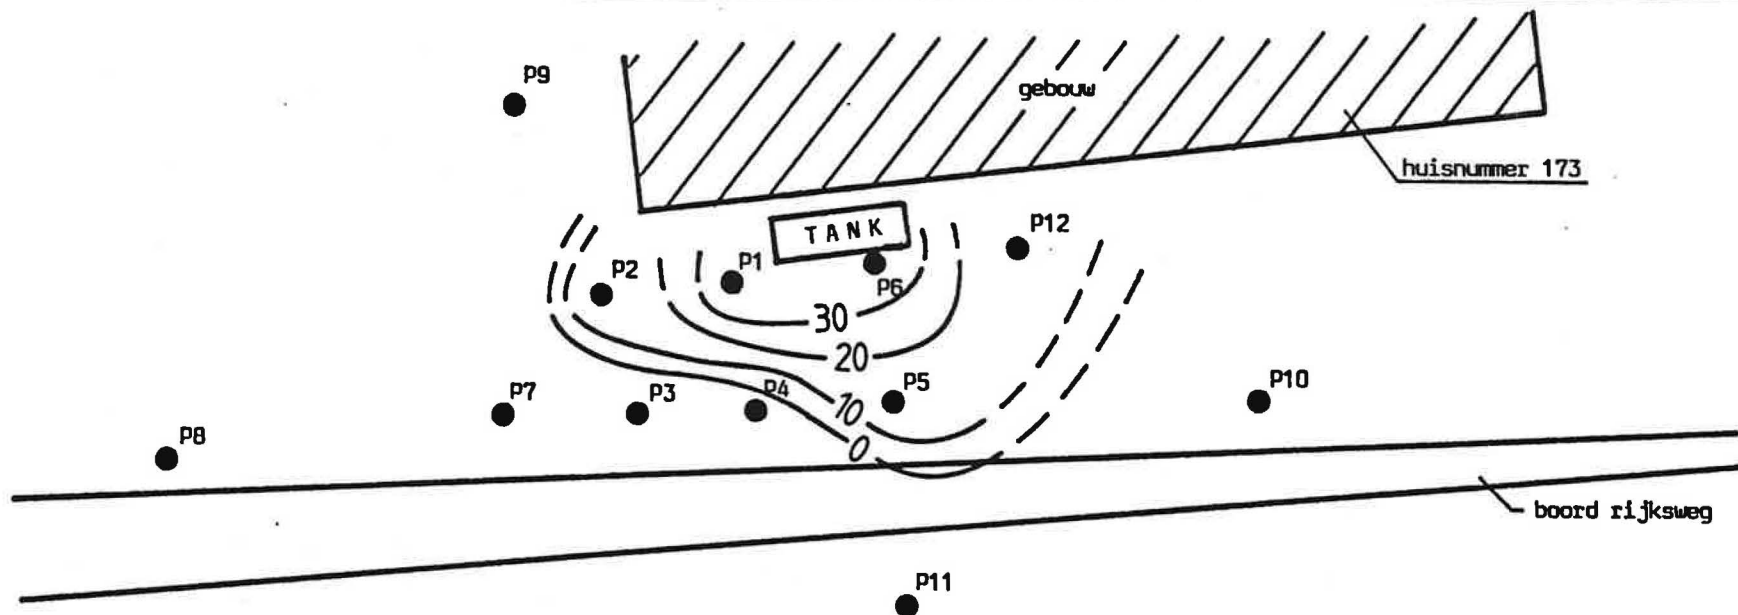 P9
gebouw
huisnummer 173
TANK
P12
P2
P1
P6
30
20
P7
P3
P4
P5
P10
10
P8
0
boord rijksweg
P11